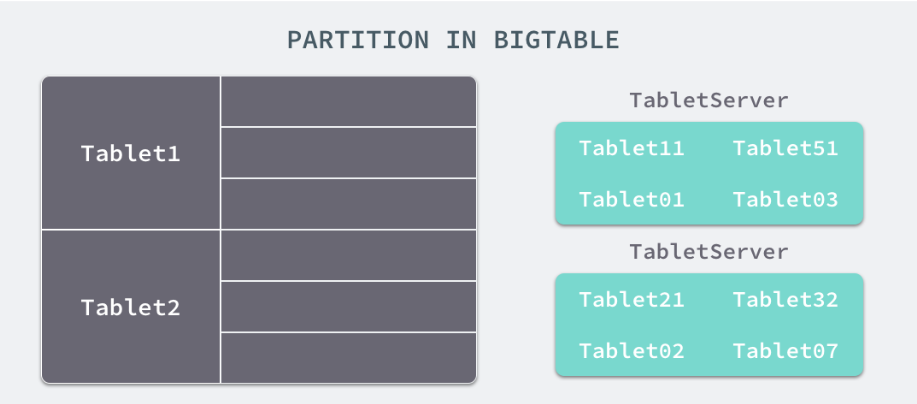 PARTITION IN BIGTABLE
Tablet1
Tablet2
TabletServer
Tablet11 Tablet51
Tablet01 Tablet03
TabletServer
Tablet21 Tablet32
Tablet02 Tablet07